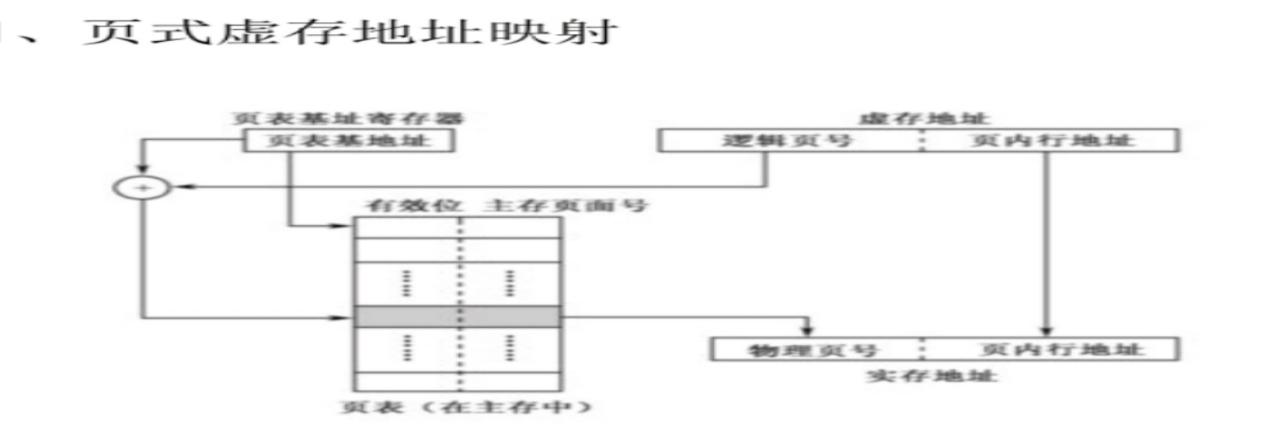 、页式虚存地址映射
页表基址寄存器
虚存地址
页表基地址
逻辑页号 页内行地址
+
有效位 主存页面号
物理页号 页内行地址
实存地址
页表（在主存中）